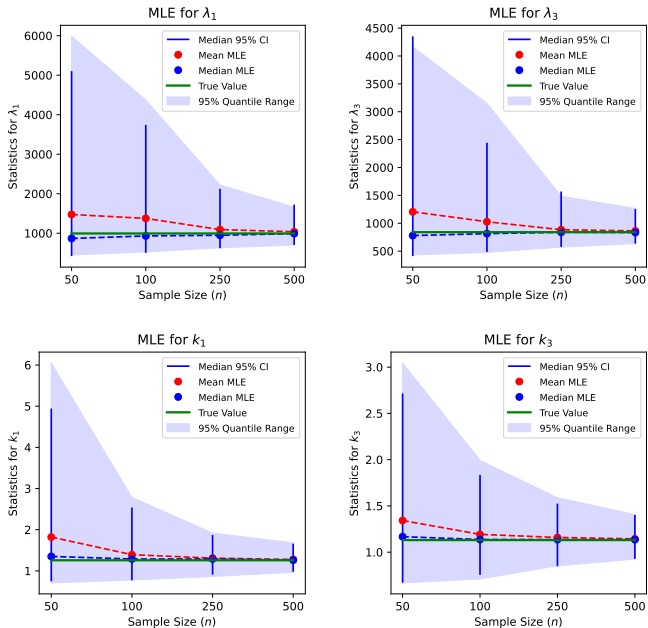 MLE for λ₁
6000
5000
4000
3000
2000
1000
Statistics for λ₁
Median 95% CI
Mean MLE
Median MLE
True Value
95% Quantile Range
50
100
250
500
Sample Size (n)
MLE for λ₃
4500
4000
3500
3000
2500
2000
1500
1000
500
Statistics for λ₃
Median 95% CI
Mean MLE
Median MLE
True Value
95% Quantile Range
50
100
250
500
Sample Size (n)
MLE for k₁
6
5
4
3
2
1
Statistics for k₁
Median 95% CI
Mean MLE
Median MLE
True Value
95% Quantile Range
50
100
250
500
Sample Size (n)
MLE for k₃
3.0
2.5
2.0
1.5
1.0
Statistics for k₃
Median 95% CI
Mean MLE
Median MLE
True Value
95% Quantile Range
50
100
250
500
Sample Size (n)